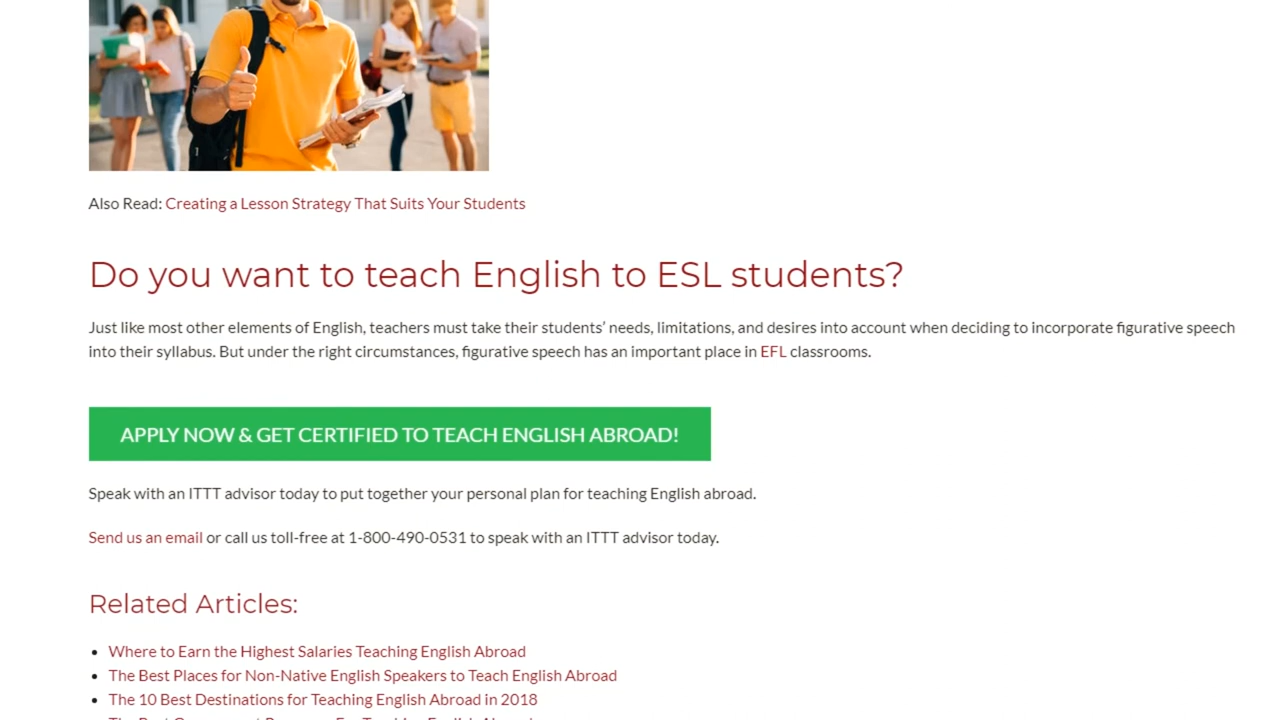 Also Read: Creating a Lesson Strategy That Suits Your Students
Do you want to teach English to ESL students?
Just like most other elements of English, teachers must take their students’ needs, limitations, and desires into account when deciding to incorporate figurative speech
into their syllabus. But under the right circumstances, figurative speech has an important place in EFL classrooms.
APPLY NOW & GET CERTIFIED TO TEACH ENGLISH ABROAD!
Speak with an ITTT advisor today to put together your personal plan for teaching English abroad.
Send us an email or call us toll-free at 1-800-490-0531 to speak with an ITTT advisor today.
Related Articles:
• Where to Earn the Highest Salaries Teaching English Abroad
• The Best Places for Non-Native English Speakers to Teach English Abroad
• The 10 Best Destinations for Teaching English Abroad in 2018